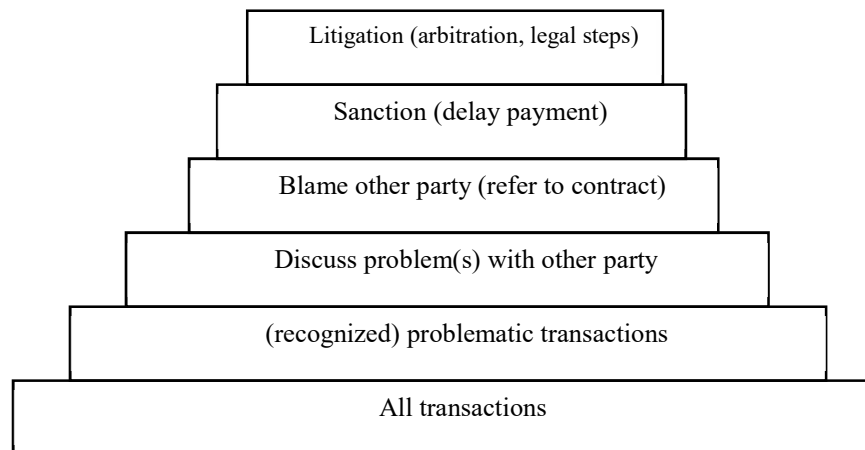 Litigation (arbitration, legal steps)
Sanction (delay payment)
Blame other party (refer to contract)
Discuss problem(s) with other party
(recognized) problematic transactions
All transactions